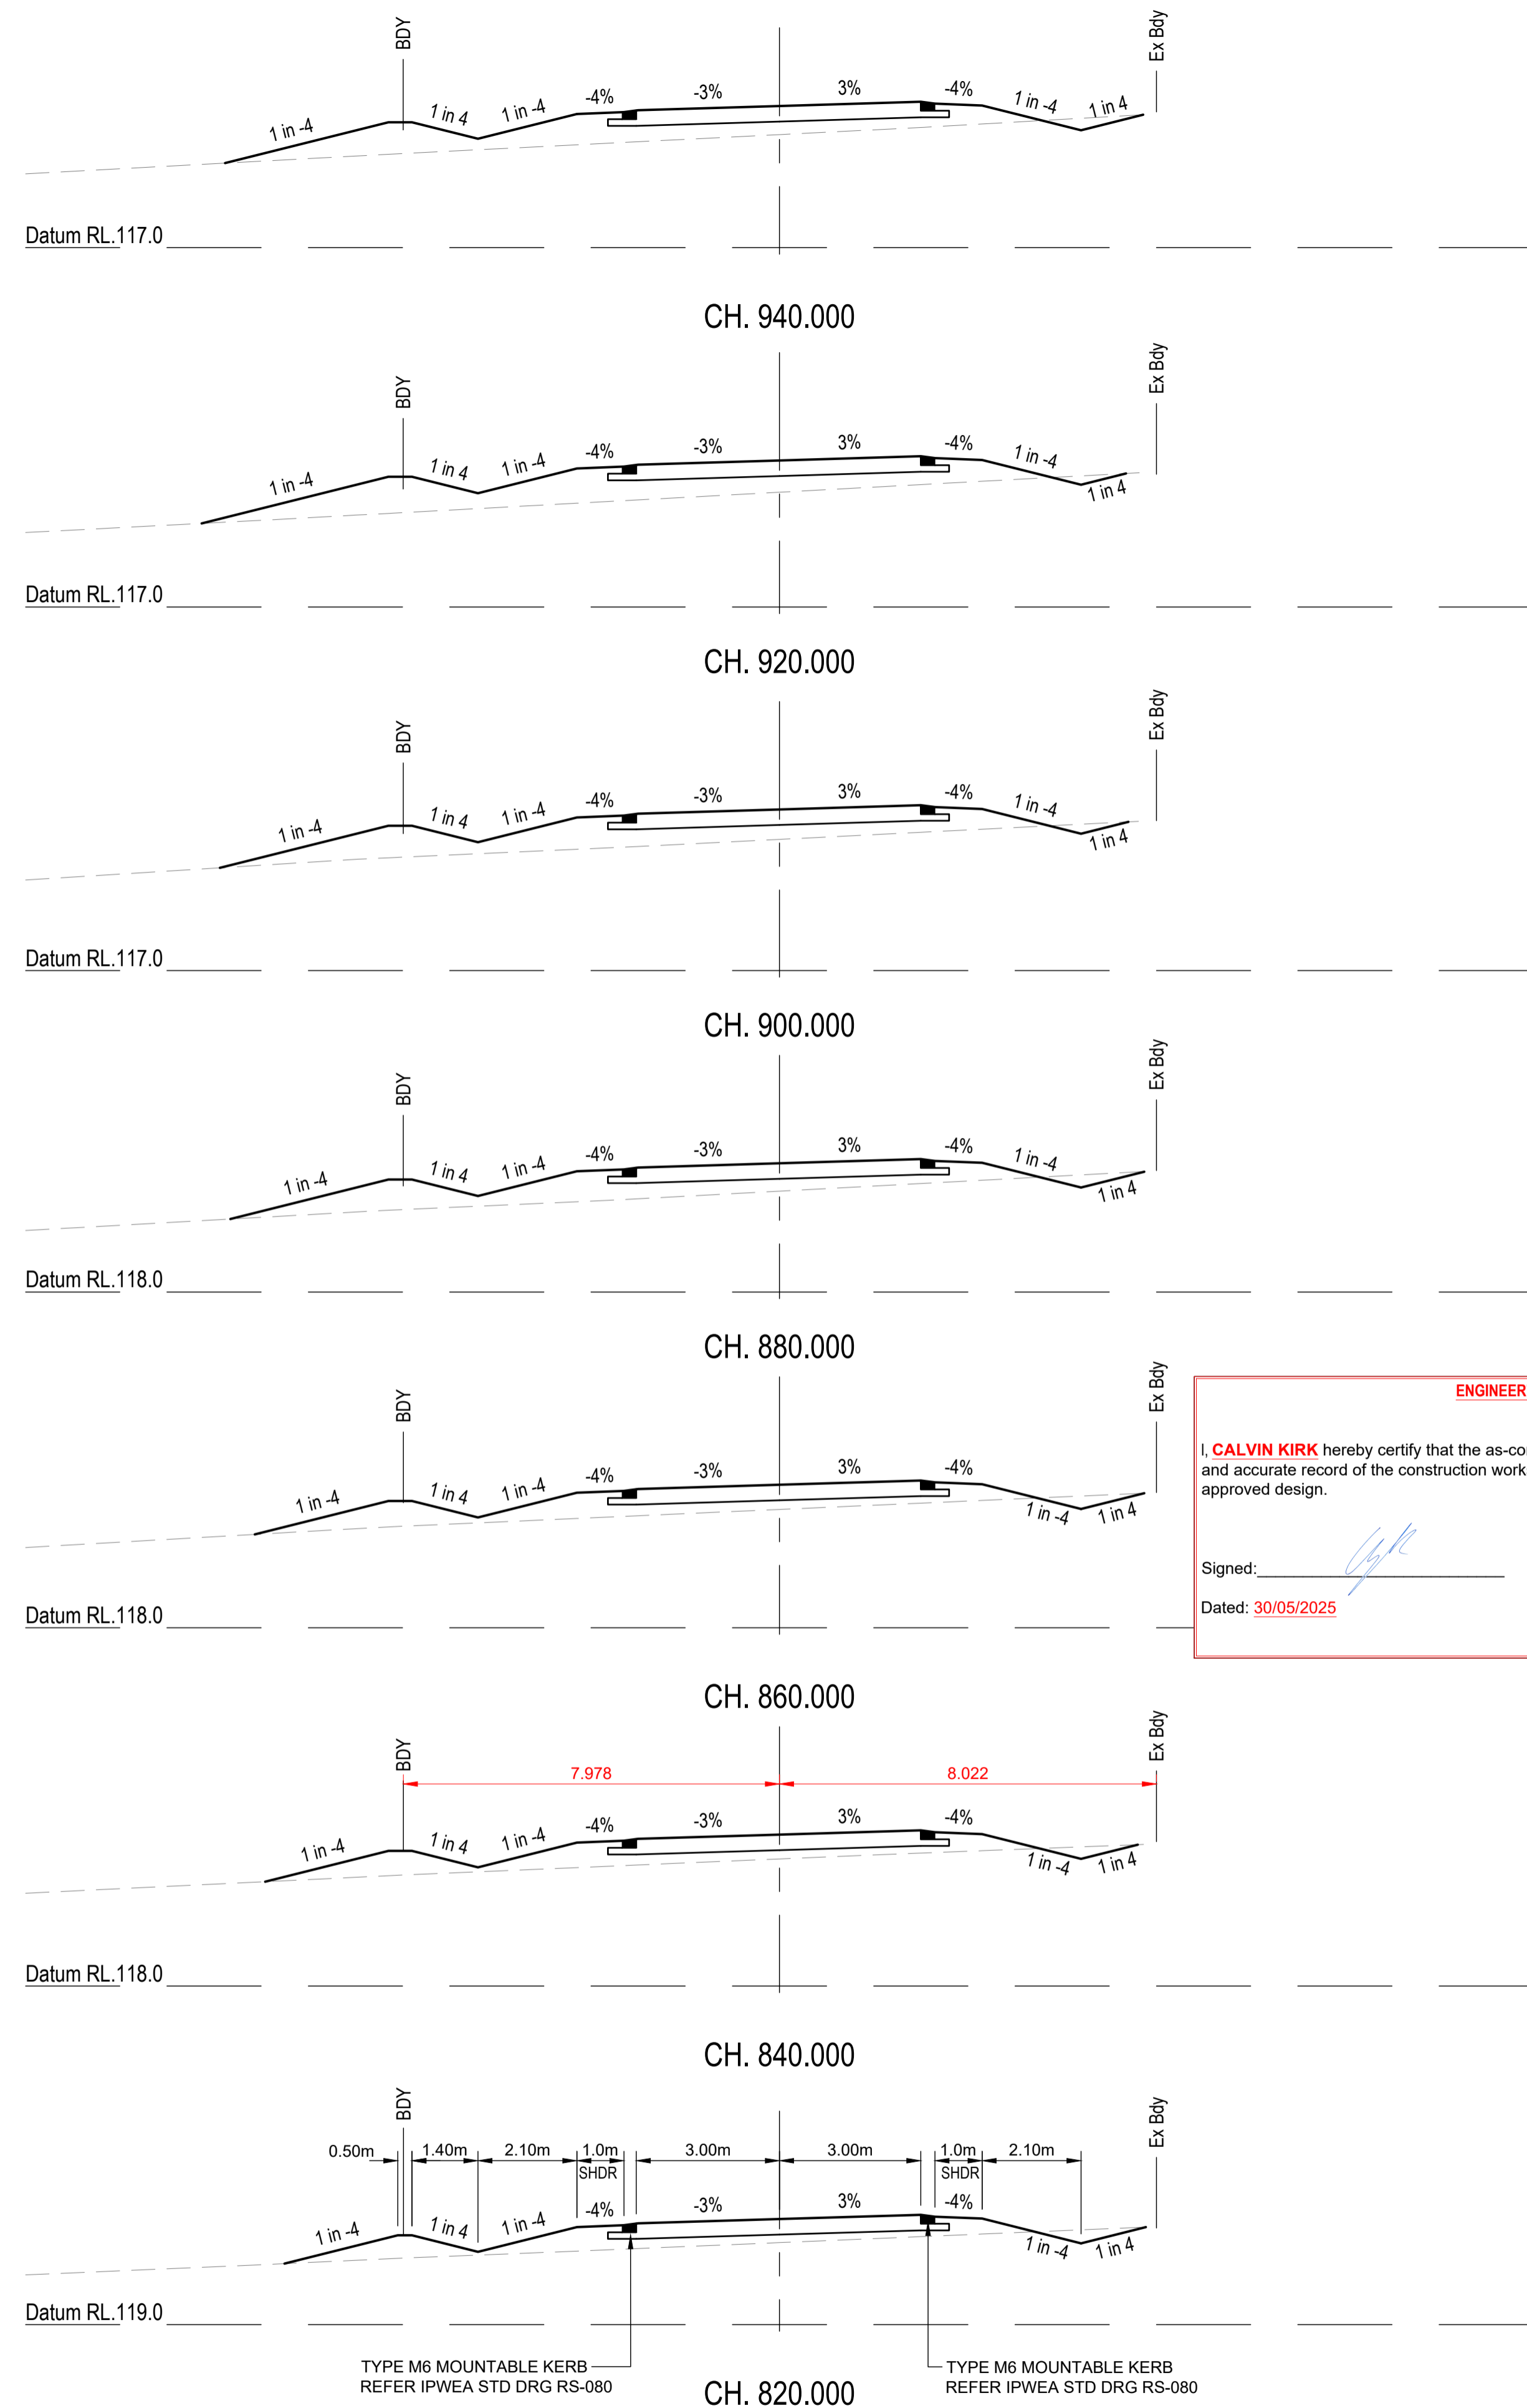 BDY
Ex Bdy
1 in -4
1 in 4
1 in -4
-4%
-3%
3%
-4%
1 in -4
1 in 4
Datum RL.117.0
CH. 940.000
BDY
Ex Bdy
1 in -4
1 in 4
1 in -4
-4%
-3%
3%
-4%
1 in -4
1 in 4
Datum RL.117.0
CH. 920.000
BDY
Ex Bdy
1 in -4
1 in 4
1 in -4
-4%
-3%
3%
-4%
1 in -4
1 in 4
Datum RL.117.0
CH. 900.000
BDY
Ex Bdy
1 in -4
1 in 4
1 in -4
-4%
-3%
3%
-4%
1 in -4
1 in 4
Datum RL.118.0
CH. 880.000
BDY
Ex Bdy
1 in -4
1 in 4
1 in -4
-4%
-3%
3%
-4%
1 in -4
1 in 4
Datum RL.118.0
CH. 860.000
ENGINEER
I, CALVIN KIRK hereby certify that the as-co
and accurate record of the construction work
approved design.
Signed:
Dated: 30/05/2025
BDY
Ex Bdy
7.978
8.022
1 in -4
1 in 4
1 in -4
-4%
-3%
3%
-4%
1 in -4
1 in 4
Datum RL.118.0
CH. 840.000
BDY
Ex Bdy
0.50m
1.40m
2.10m
1.0m
SHDR
3.00m
3.00m
1.0m
SHDR
2.10m
1 in -4
1 in 4
1 in -4
-4%
-3%
3%
-4%
1 in -4
1 in 4
Datum RL.119.0
TYPE M6 MOUNTABLE KERB
REFER IPWEA STD DRG RS-080
TYPE M6 MOUNTABLE KERB
REFER IPWEA STD DRG RS-080
CH. 820.000